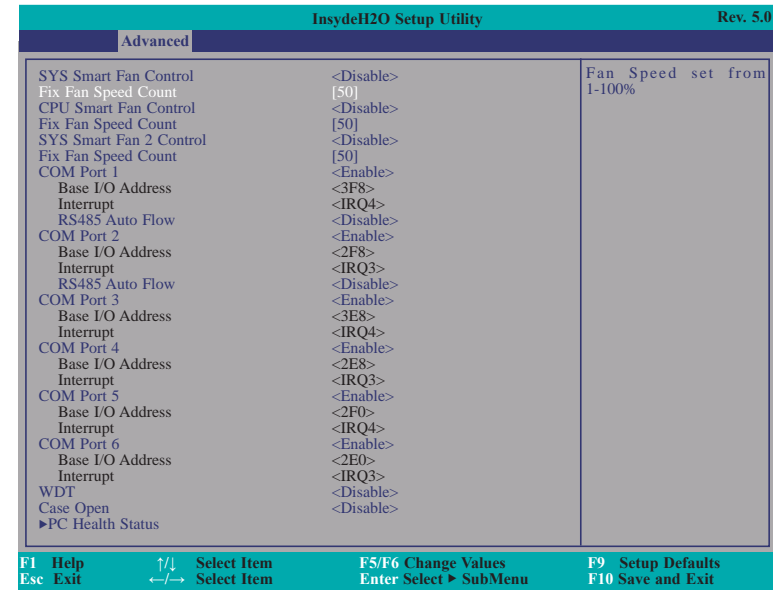 InsydeH2O Setup Utility Rev. 5.0
Advanced
SYS Smart Fan Control <Disable>
Fix Fan Speed Count [50]
CPU Smart Fan Control <Disable>
Fix Fan Speed Count [50]
SYS Smart Fan 2 Control <Disable>
Fix Fan Speed Count [50]
COM Port 1 <Enable>
Base I/O Address <3F8>
Interrupt <IRQ4>
RS485 Auto Flow <Disable>
COM Port 2 <Enable>
Base I/O Address <2F8>
Interrupt <IRQ3>
RS485 Auto Flow <Disable>
COM Port 3 <Enable>
Base I/O Address <3E8>
Interrupt <IRQ4>
COM Port 4 <Enable>
Base I/O Address <2E8>
Interrupt <IRQ3>
COM Port 5 <Enable>
Base I/O Address <2F0>
Interrupt <IRQ4>
COM Port 6 <Enable>
Base I/O Address <2E0>
Interrupt <IRQ3>
WDT <Disable>
Case Open <Disable>
▶PC Health Status
Fan Speed set from
1-100%
F1 Help ↑/↓ Select Item F5/F6 Change Values F9 Setup Defaults
Esc Exit ←/→ Select Item Enter Select ▶ SubMenu F10 Save and Exit